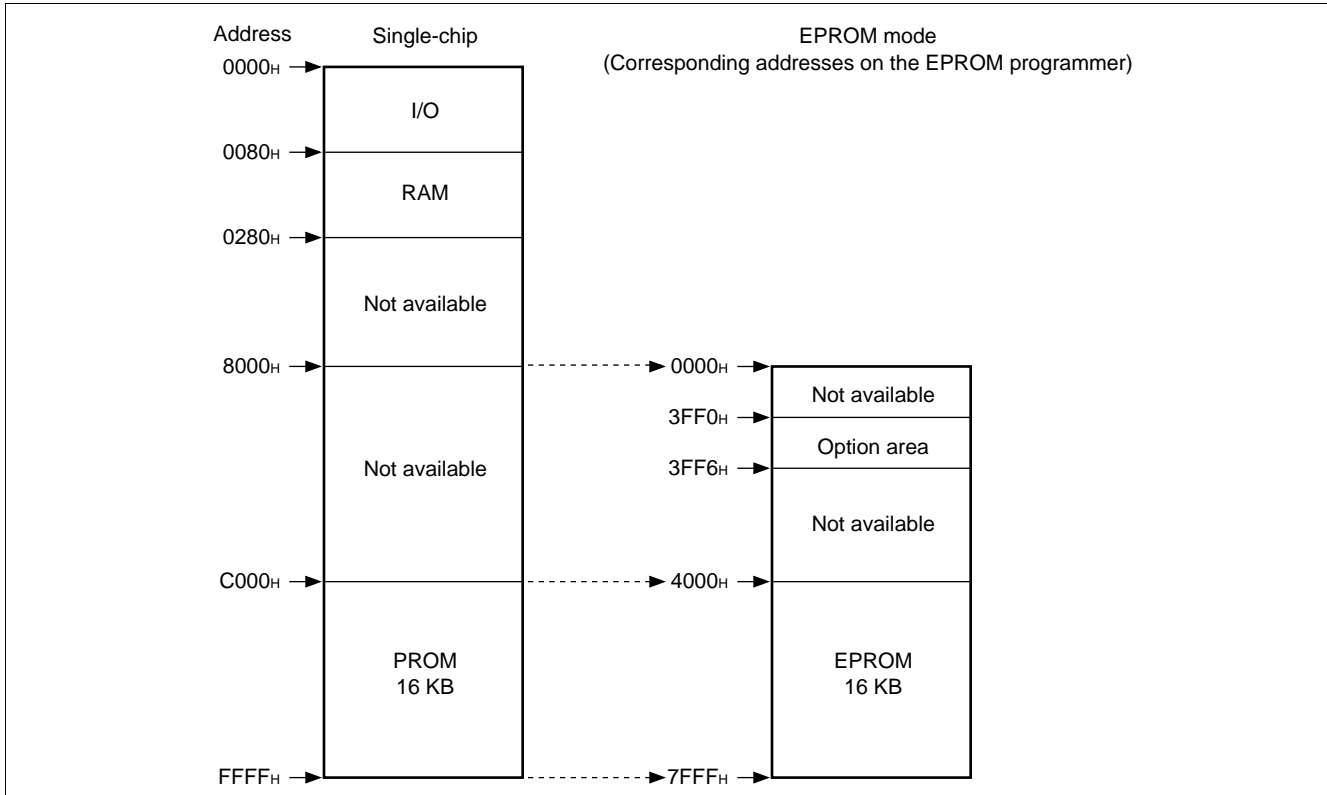 Address Single-chip EPROM mode
0000H (Corresponding addresses on the EPROM programmer)
I/O
0080H
RAM
0280H
Not available
8000H 0000H
Not available
3FF0H
Option area
Not available 3FF6H
Not available
C000H 4000H
PROM EPROM
16 KB 16 KB
FFFFH 7FFFH